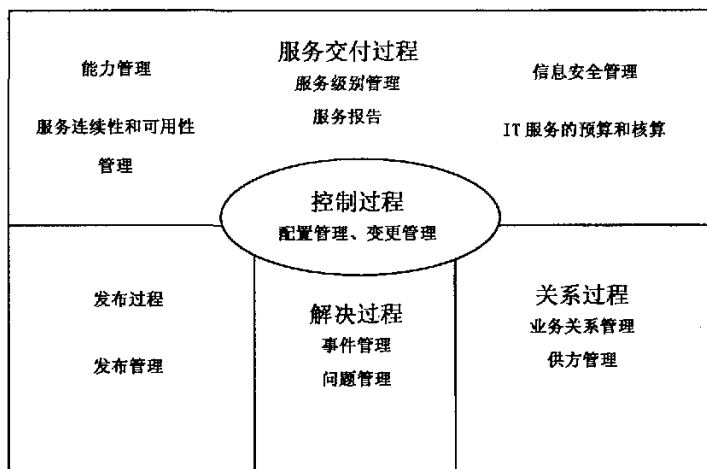 服务交付过程
能力管理
服务级别管理
信息安全管理
服务报告
服务连续性和可用性
管理
IT服务的预算和核算
控制过程
配置管理、变更管理
发布过程
发布管理
解决过程
事件管理
问题管理
关系过程
业务关系管理
供方管理